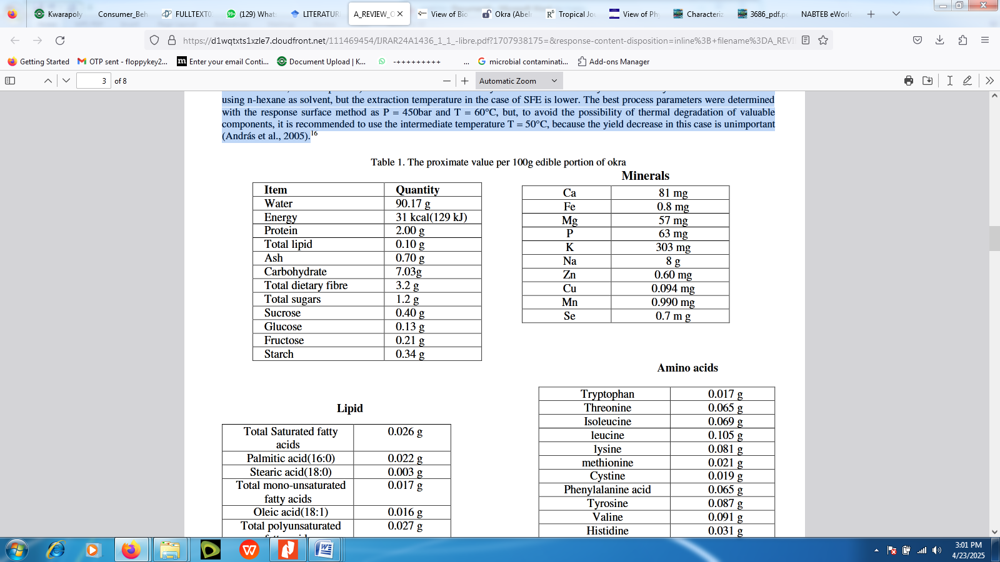 Kwarapoly
Consumer_Beh
FULLTEXT0
(129) What
LITERATUR
A_REVIEW_O
View of Bio
Okra (Abel
Tropical Jo
View of Ph
Characteriz
3686_pdf.p
NABTEB eWorl
https://d1wqtxts1xzle7.cloudfront.net/111469454/IJRAR24A1436_1_1_-libre.pdf?1707938175=&response-content-disposition=inline%3B+filename%3DA_REVI
Getting Started
OTP sent - floppykey2...
Enter your email Conti...
Document Upload | K...
-++++++++++ ...
microbial contaminati...
Add-ons Manager
3 of 8
Automatic Zoom
using n-hexane as solvent, but the extraction temperature in the case of SFE is lower. The best process parameters were determined
with the response surface method as P = 450bar and T = 60°C, but, to avoid the possibility of thermal degradation of valuable
components, it is recommended to use the intermediate temperature T = 50°C, because the yield decrease in this case is unimportant
(András et al., 2005).16
Table 1. The proximate value per 100g edible portion of okra
Item Quantity
Water 90.17 g
Energy 31 kcal(129 kJ)
Protein 2.00 g
Total lipid 0.10 g
Ash 0.70 g
Carbohydrate 7.03g
Total dietary fibre 3.2 g
Total sugars 1.2 g
Sucrose 0.40 g
Glucose 0.13 g
Fructose 0.21 g
Starch 0.34 g
Minerals
Ca 81 mg
Fe 0.8 mg
Mg 57 mg
P 63 mg
K 303 mg
Na 8 g
Zn 0.60 mg
Cu 0.094 mg
Mn 0.990 mg
Se 0.7 m g
Lipid
Total Saturated fatty 0.026 g
acids
Palmitic acid(16:0) 0.022 g
Stearic acid(18:0) 0.003 g
Total mono-unsaturated 0.017 g
fatty acids
Oleic acid(18:1) 0.016 g
Total polyunsaturated 0.027 g
Amino acids
Tryptophan 0.017 g
Threonine 0.065 g
Isoleucine 0.069 g
leucine 0.105 g
lysine 0.081 g
methionine 0.021 g
Cystine 0.019 g
Phenylalanine acid 0.065 g
Tyrosine 0.087 g
Valine 0.091 g
Histidine 0.031 g
3:01 PM
4/23/2025